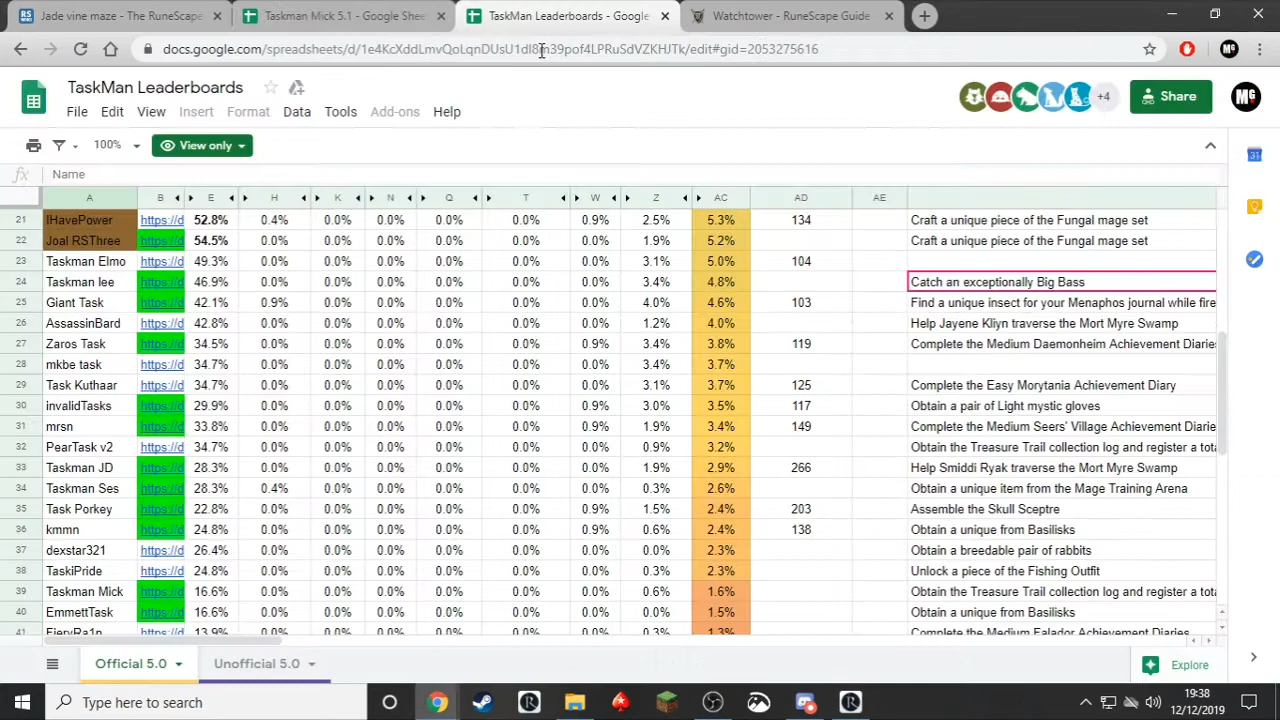 Jade vine maze - The RuneScape
Taskman Mick 5.1 - Google Shee
TaskMan Leaderboards - Google
Watchtower - RuneScape Guide
docs.google.com/spreadsheets/d/1e4KcXddLmvQoLqnDUsU1dI8m39pof4LPRuSdVZKHJTk/edit#gid=2053275616
TaskMan Leaderboards
File Edit View Insert Format Data Tools Add-ons Help
+4
Share
100% View only
fx Name
A B E H K N Q T W Z AC AD AE
21 IHavePower https://d 52.8% 0.4% 0.0% 0.0% 0.0% 0.0% 0.9% 2.5% 5.3% 134 Craft a unique piece of the Fungal mage set
22 Joal RSThree https://d 54.5% 0.0% 0.0% 0.0% 0.0% 0.0% 0.0% 1.9% 5.2% Craft a unique piece of the Fungal mage set
23 Taskman Elmo https://d 49.3% 0.0% 0.0% 0.0% 0.0% 0.0% 0.0% 3.1% 5.0% 104
24 Taskman lee https://d 46.9% 0.0% 0.0% 0.0% 0.0% 0.0% 0.0% 3.4% 4.8% Catch an exceptionally Big Bass
25 Giant Task https://d 42.1% 0.9% 0.0% 0.0% 0.0% 0.0% 0.0% 4.0% 4.6% 103 Find a unique insect for your Menaphos journal while fire
26 AssassinBard https://d 42.8% 0.0% 0.0% 0.0% 0.0% 0.0% 0.0% 1.2% 4.0% Help Jayene Kliyn traverse the Mort Myre Swamp
27 Zaros Task https://d 34.5% 0.0% 0.0% 0.0% 0.0% 0.0% 0.9% 3.4% 3.8% 119 Complete the Medium Daemonheim Achievement Diaries
28 mkbe task https://d 34.7% 0.0% 0.0% 0.0% 0.0% 0.0% 0.0% 3.4% 3.7%
29 Task Kuthaar https://d 34.7% 0.0% 0.0% 0.0% 0.0% 0.0% 0.0% 3.1% 3.7% 125 Complete the Easy Morytania Achievement Diary
30 invalidTasks https://d 29.9% 0.0% 0.0% 0.0% 0.0% 0.0% 0.9% 3.0% 3.5% 117 Obtain a pair of Light mystic gloves
31 mrsn https://d 33.8% 0.0% 0.0% 0.0% 0.0% 0.0% 0.9% 1.9% 3.4% 149 Complete the Medium Seers' Village Achievement Diarie
32 PearTask v2 https://d 34.7% 0.0% 0.0% 0.0% 0.0% 0.0% 0.0% 0.9% 3.2% Obtain the Treasure Trail collection log and register a tota
33 Taskman JD https://d 28.3% 0.0% 0.0% 0.0% 0.0% 0.0% 0.0% 1.9% 2.9% 266 Help Smiddi Ryak traverse the Mort Myre Swamp
34 Taskman Ses https://d 28.3% 0.4% 0.0% 0.0% 0.0% 0.0% 0.0% 0.3% 2.6% Obtain a unique item from the Mage Training Arena
35 Task Porkey https://d 22.8% 0.0% 0.0% 0.0% 0.0% 0.0% 0.9% 1.5% 2.4% 203 Assemble the Skull Sceptre
36 kmmn https://d 24.8% 0.0% 0.0% 0.0% 0.0% 0.0% 0.9% 0.6% 2.4% 138 Obtain a unique from Basilisks
37 dexstar321 https://d 26.4% 0.0% 0.0% 0.0% 0.0% 0.0% 0.0% 0.0% 2.3% Obtain a breedable pair of rabbits
38 TaskiPride https://d 24.8% 0.0% 0.0% 0.0% 0.0% 0.0% 0.0% 0.3% 2.3% Unlock a piece of the Fishing Outfit
39 Taskman Mick https://d 16.6% 0.0% 0.0% 0.0% 0.0% 0.0% 0.0% 0.6% 1.6% Obtain the Treasure Trail collection log and register a tota
40 EmmettTask https://d 16.6% 0.0% 0.0% 0.0% 0.0% 0.0% 0.0% 0.0% 1.5% Obtain a unique from Basilisks
41 FieryRa1n https://d 13.9% 0.0% 0.0% 0.0% 0.0% 0.0% 0.0% 0.3% 1.3% Complete the Medium Falador Achievement Diaries
Official 5.0 Unofficial 5.0 Explore
Type here to search
19:38
12/12/2019